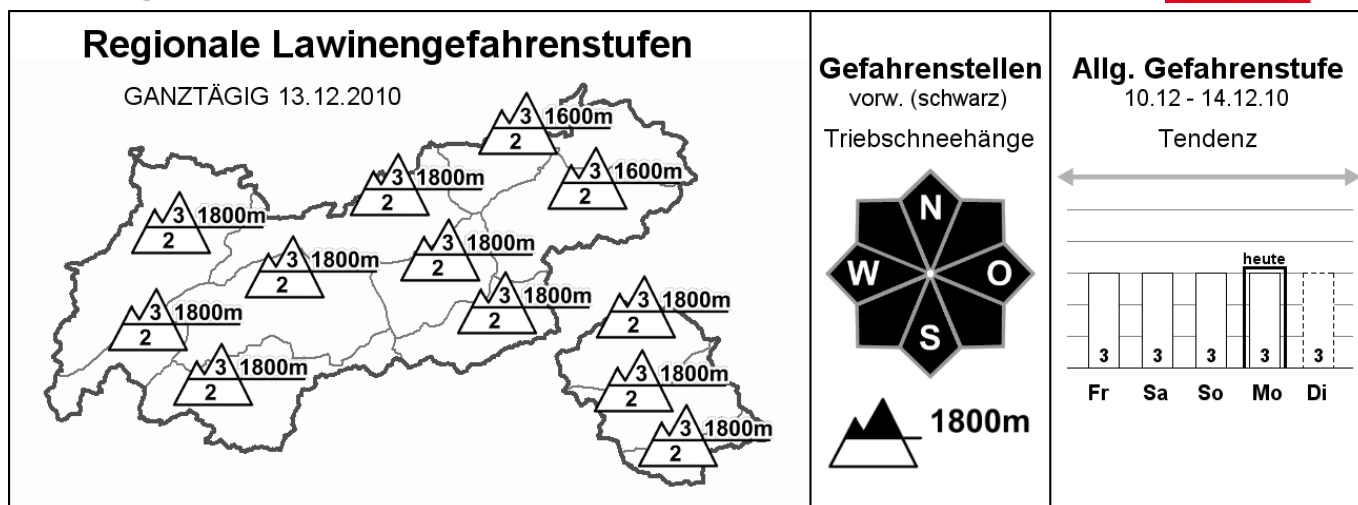 Regionale Lawinengefahrenstufen
GANZTÄGIG 13.12.2010
3 1600m
2
3 1600m
2
3 1800m
2
3 1800m
2
3 1800m
2
3 1800m
2
3 1800m
2
3 1800m
2
3 1800m
2
3 1800m
2
3 1800m
2
3 1800m
2
Gefahrenstellen
vorw. (schwarz)
Triebschneehänge
N
W O
S
1800m
Allg. Gefahrenstufe
10.12 - 14.12.10
Tendenz
heute
3 3 3 3 3
Fr Sa So Mo Di